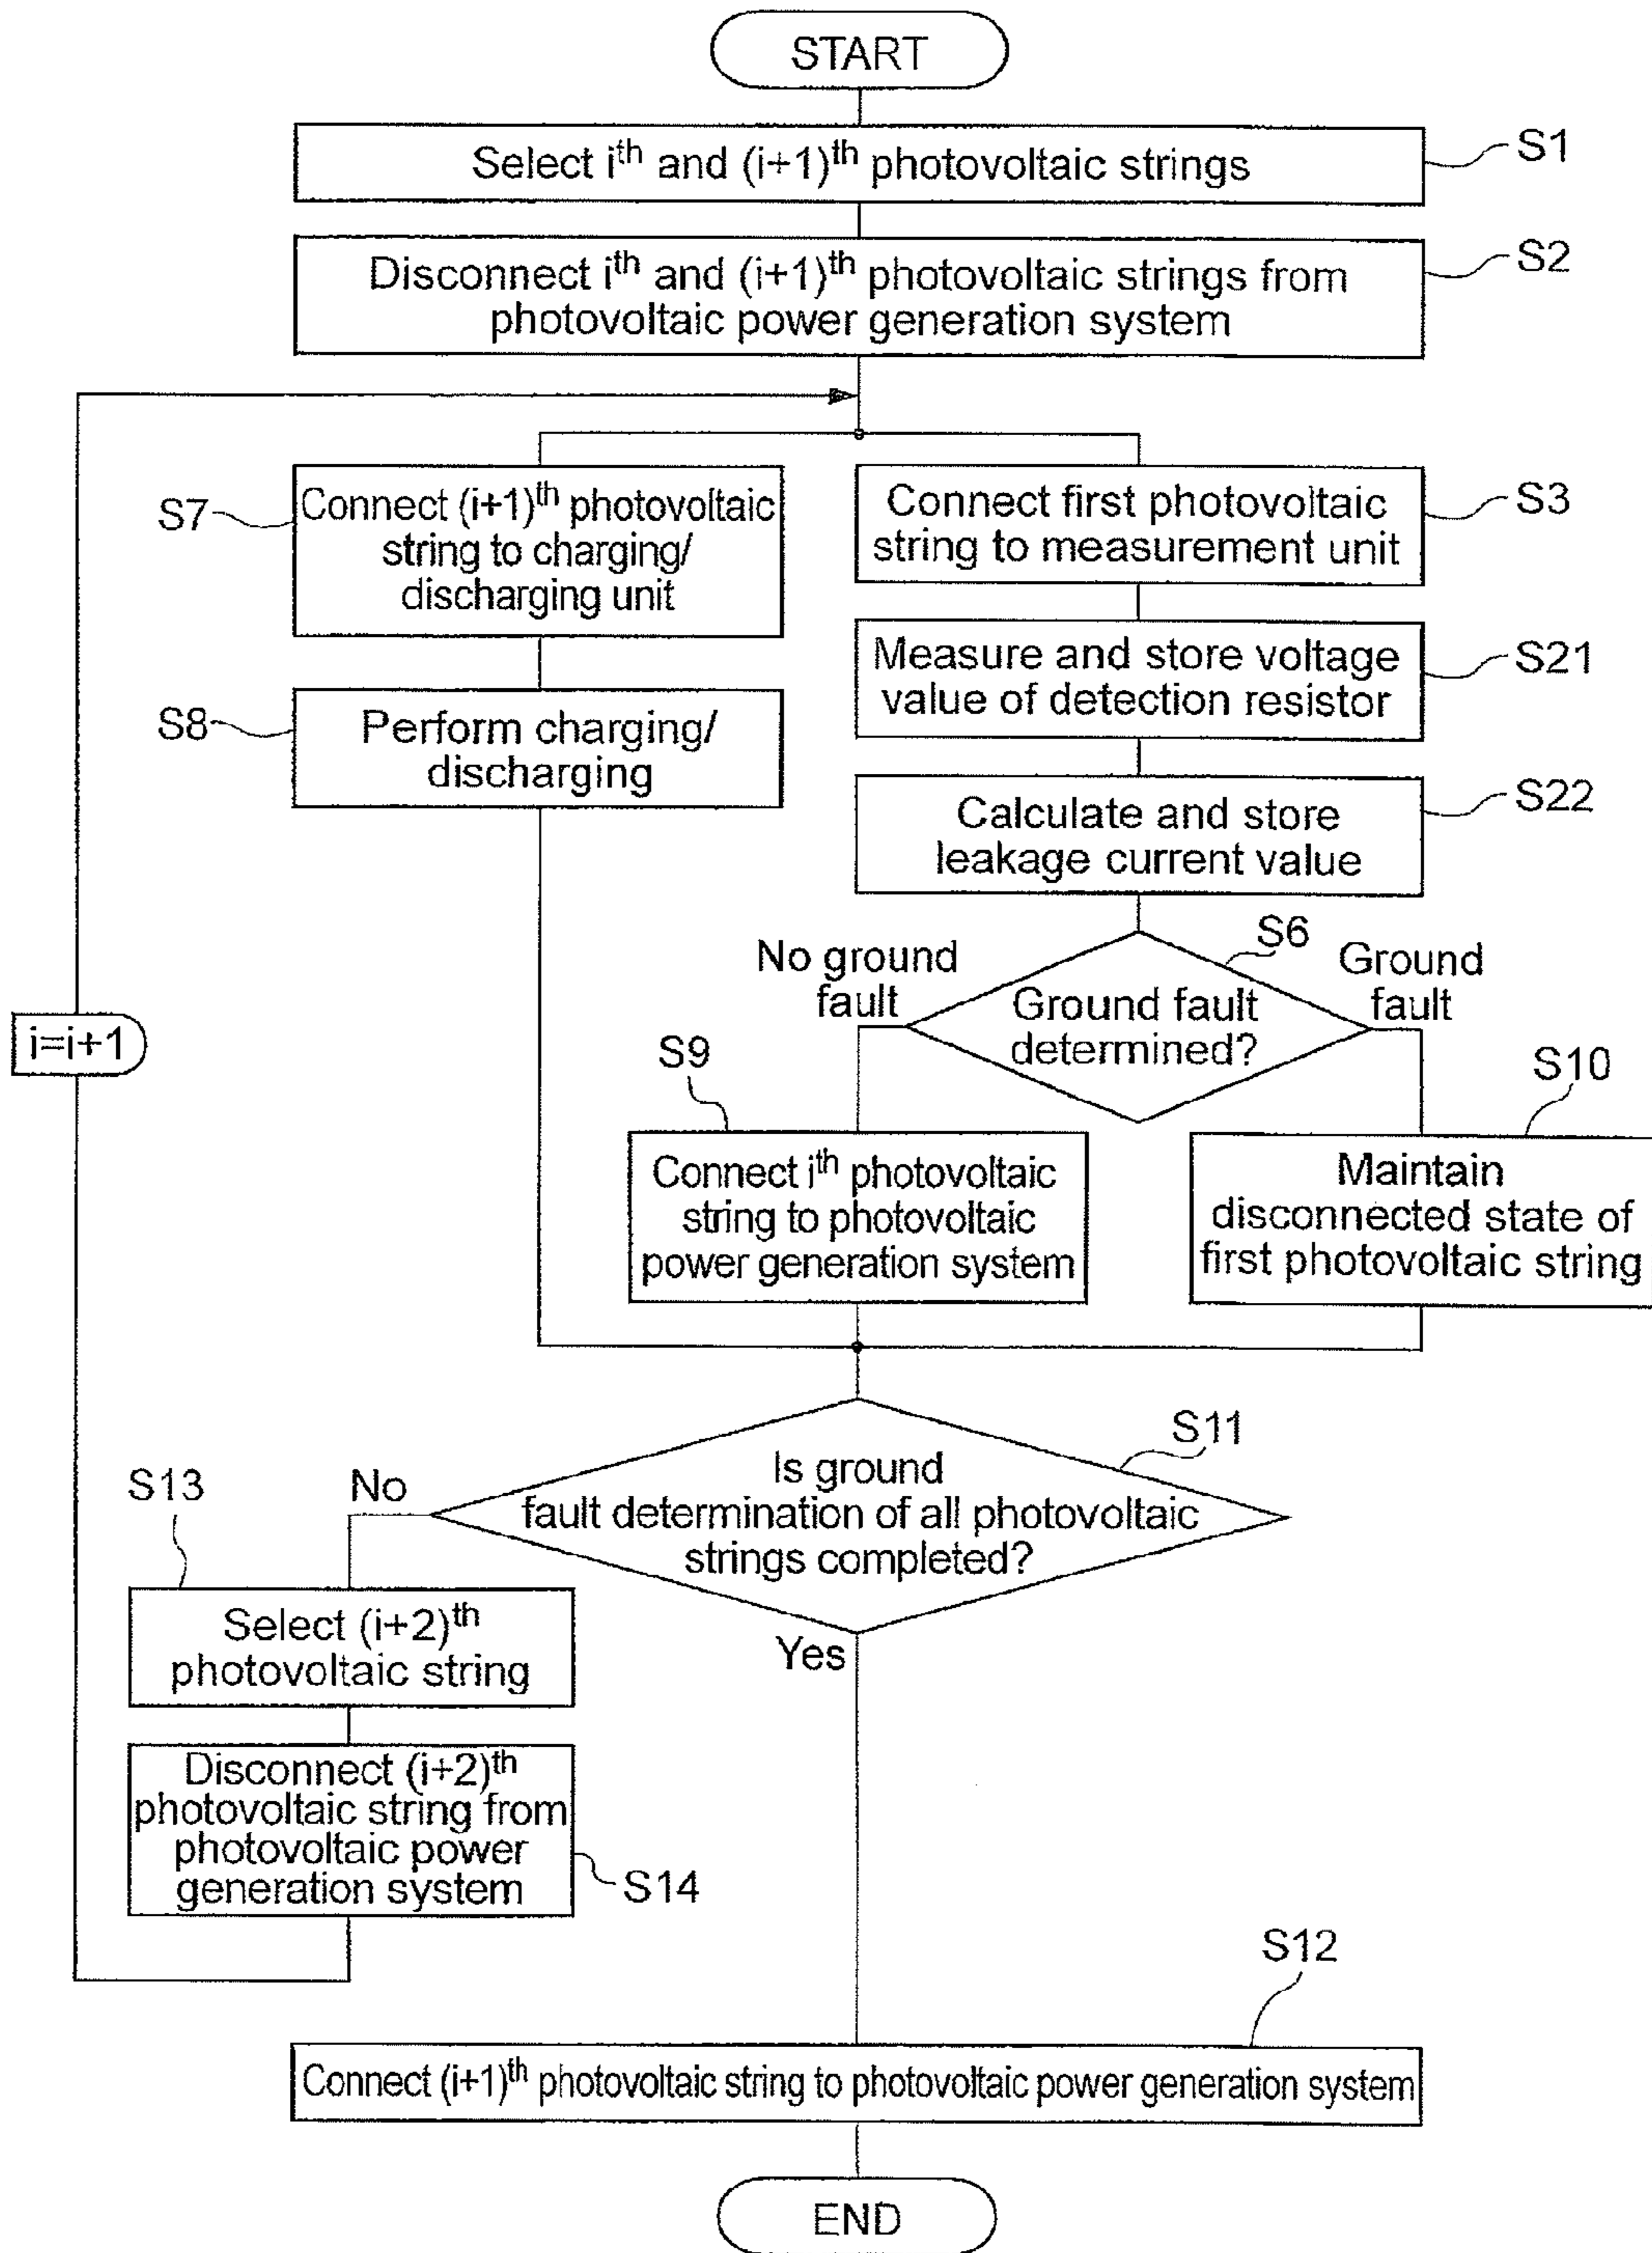 START
Select ith and (i+1)th photovoltaic strings
S1
Disconnect ith and (i+1)th photovoltaic strings from
photovoltaic power generation system
S2
S7
Connect (i+1)th photovoltaic
string to charging/
discharging unit
Connect first photovoltaic
string to measurement unit
S3
Measure and store voltage
value of detection resistor
S21
S8
Perform charging/
discharging
Calculate and store
leakage current value
S22
S6
No ground
fault
Ground
fault
Ground fault
determined?
i=i+1
S9
S10
Connect ith photovoltaic
string to photovoltaic
power generation system
Maintain
disconnected state of
first photovoltaic string
S11
Is ground
fault determination of all photovoltaic
strings completed?
No
S13
Yes
Select (i+2)th
photovoltaic string
Disconnect (i+2)th
photovoltaic string from
photovoltaic power
generation system
S14
S12
Connect (i+1)th photovoltaic string to photovoltaic power generation system
END